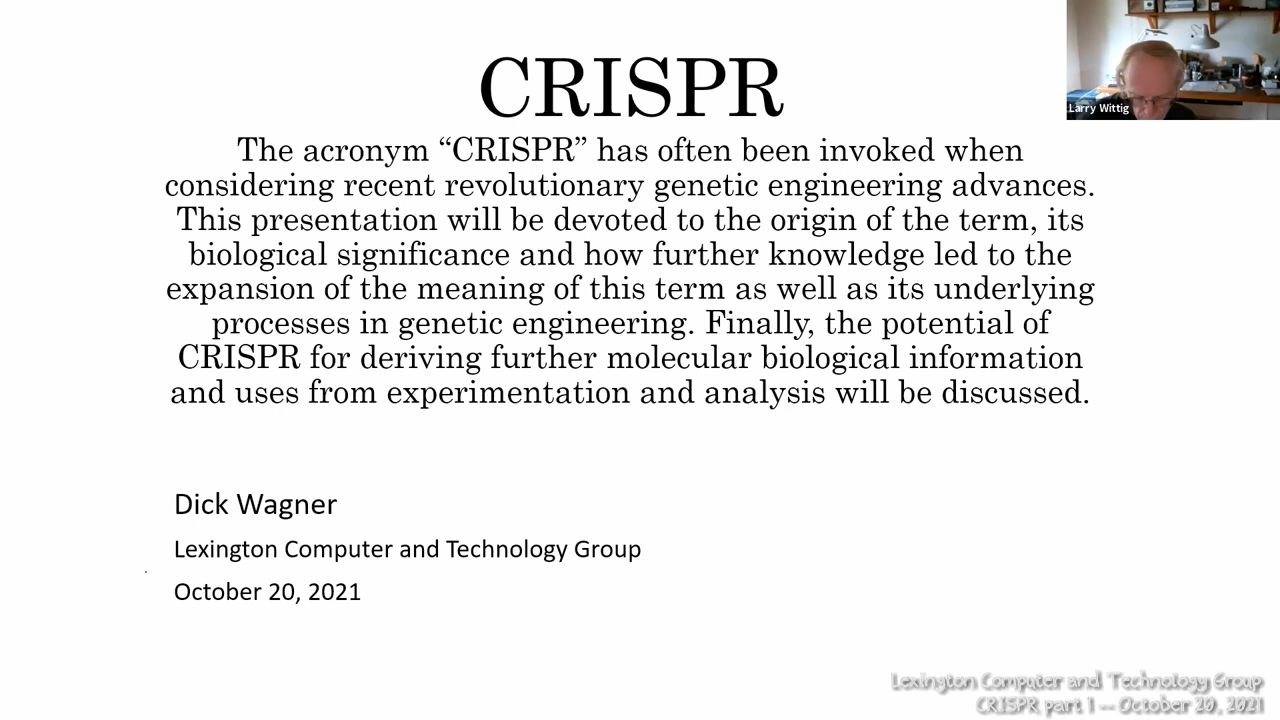 CRISPR
The acronym “CRISPR” has often been invoked when
considering recent revolutionary genetic engineering advances.
This presentation will be devoted to the origin of the term, its
biological significance and how further knowledge led to the
expansion of the meaning of this term as well as its underlying
processes in genetic engineering. Finally, the potential of
CRISPR for deriving further molecular biological information
and uses from experimentation and analysis will be discussed.
Larry Wittig
Dick Wagner
Lexington Computer and Technology Group
October 20, 2021
Lexington Computer and Technology Group
CRISPR part 1 -- October 20, 2021